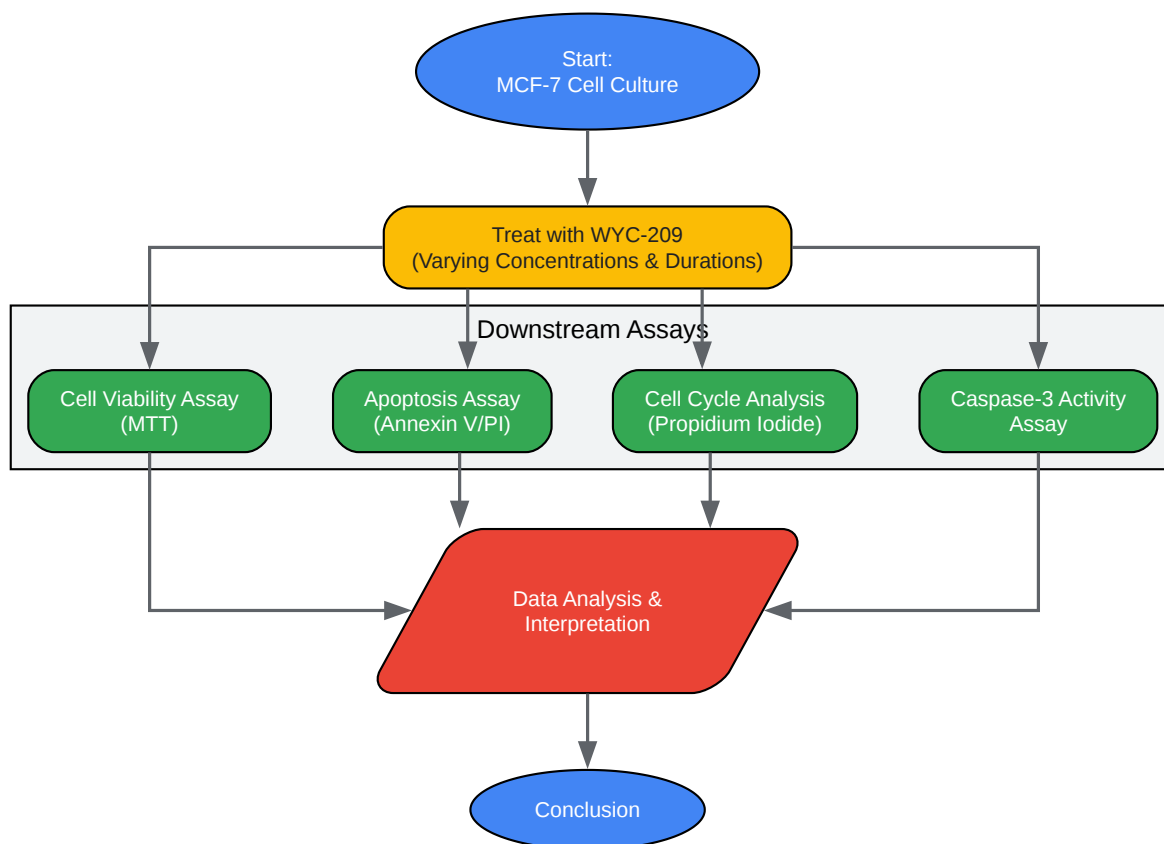 Start:
MCF-7 Cell Culture
Treat with WYC-209
(Varying Concentrations & Durations)
Downstream Assays
Cell Viability Assay
(MTT)
Apoptosis Assay
(Annexin V/PI)
Cell Cycle Analysis
(Propidium Iodide)
Caspase-3 Activity
Assay
Data Analysis &
Interpretation
Conclusion